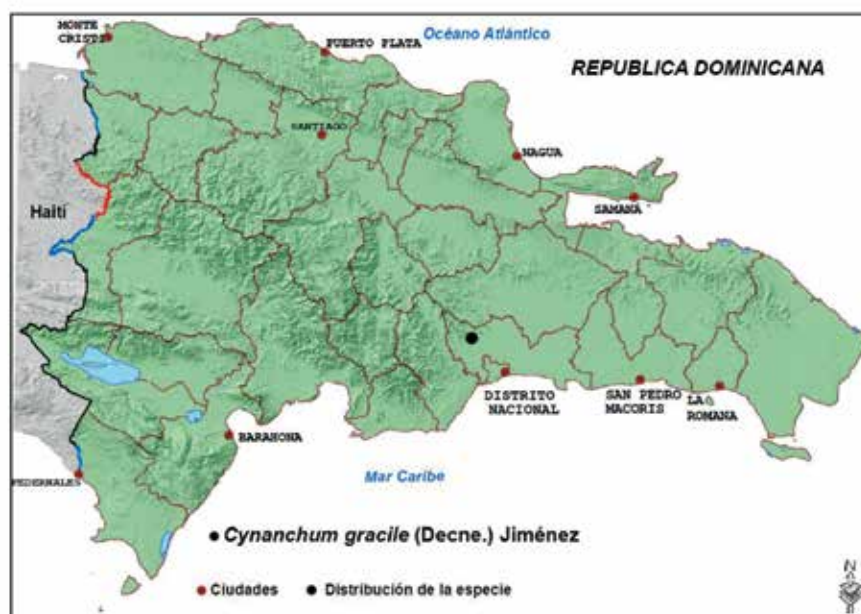 MONTE
CRISTI
PUERTO PLATA
Océano Atlántico
REPUBLICA DOMINICANA
SANTIAGO
NAGUA
Haití
SAMANA
DISTRITO
NACIONAL
SAN PEDRO
MACORIS
LA
ROMANA
BARAHONA
Mar Caribe
PEDERNALES
Cynanchum gracile (Decne.) Jiménez
Ciudades
Distribución de la especie
N